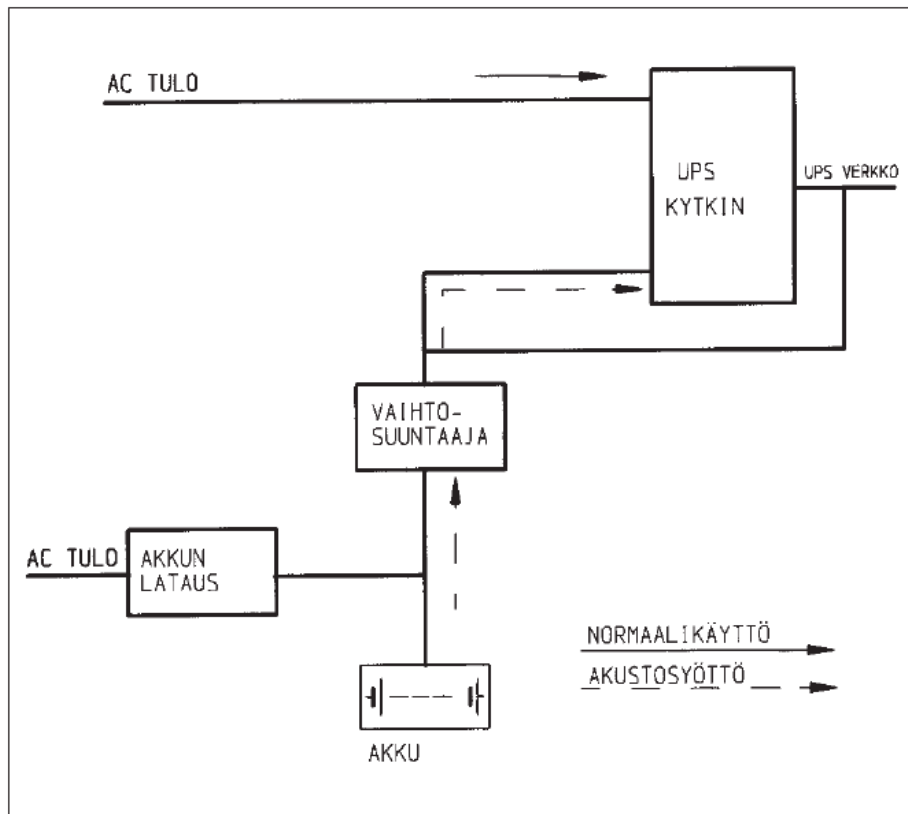 AC TULO
UPS
KYTKIN
UPS VERKKO
VAIHTO-
SUUNTAAJA
AC TULO
AKKUN
LATAUS
NORMAALIKÄYTTÖ
AKUSTOSYÖTTÖ
AKKU